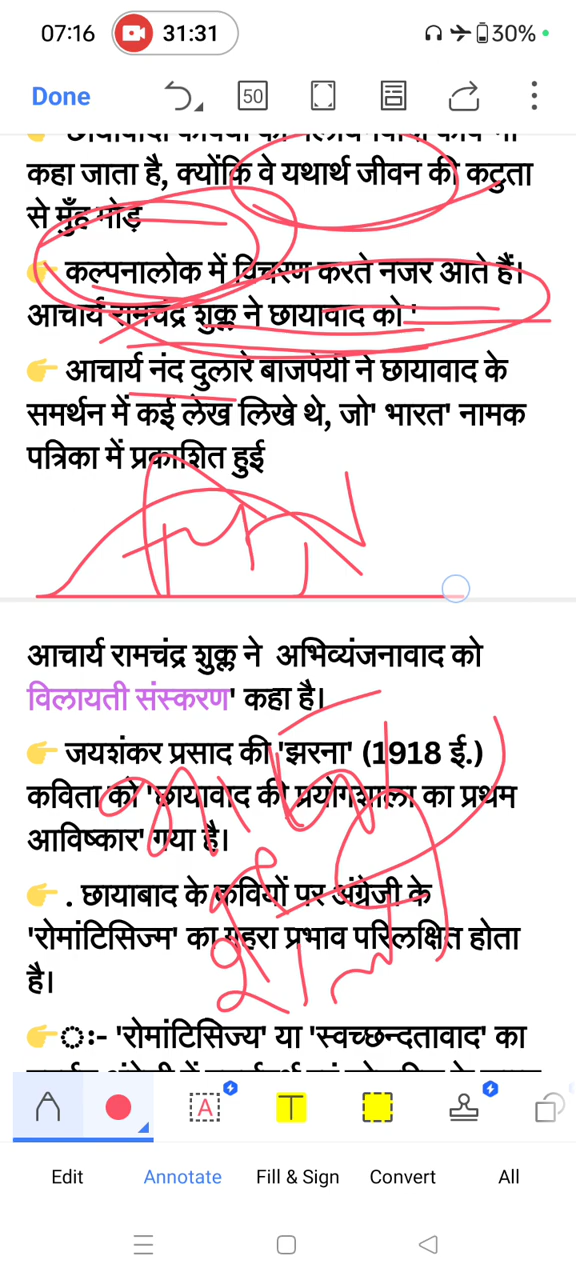 07:16 31:31 30%
Done 50
कहा जाता है, क्योंकि वे यथार्थ जीवन की कटुता
से मुँह मोड़
👉 कल्पनालोक में विचरण करते नजर आते हैं।
आचार्य रामचंद्र शुक्ल ने छायावाद को '
👉 आचार्य नंद दुलारे बाजपेयी ने छायावाद के
समर्थन में कई लेख लिखे थे, जो' भारत' नामक
पत्रिका में प्रकाशित हुई
आचार्य रामचंद्र शुक्ल ने अभिव्यंजनावाद को
विलायती संस्करण' कहा है।
👉 जयशंकर प्रसाद की 'झरना' (1918 ई.)
कविता को 'छायावाद की प्रयोगशाला का प्रथम
आविष्कार' गया है।
👉 . छायाबाद के कवियों पर अंग्रेजी के
'रोमांटिसिज्म' का गहरा प्रभाव परिलक्षित होता
है।
👉ः- 'रोमांटिसिज्य' या 'स्वच्छन्दतावाद' का
A T
Edit Annotate Fill & Sign Convert All